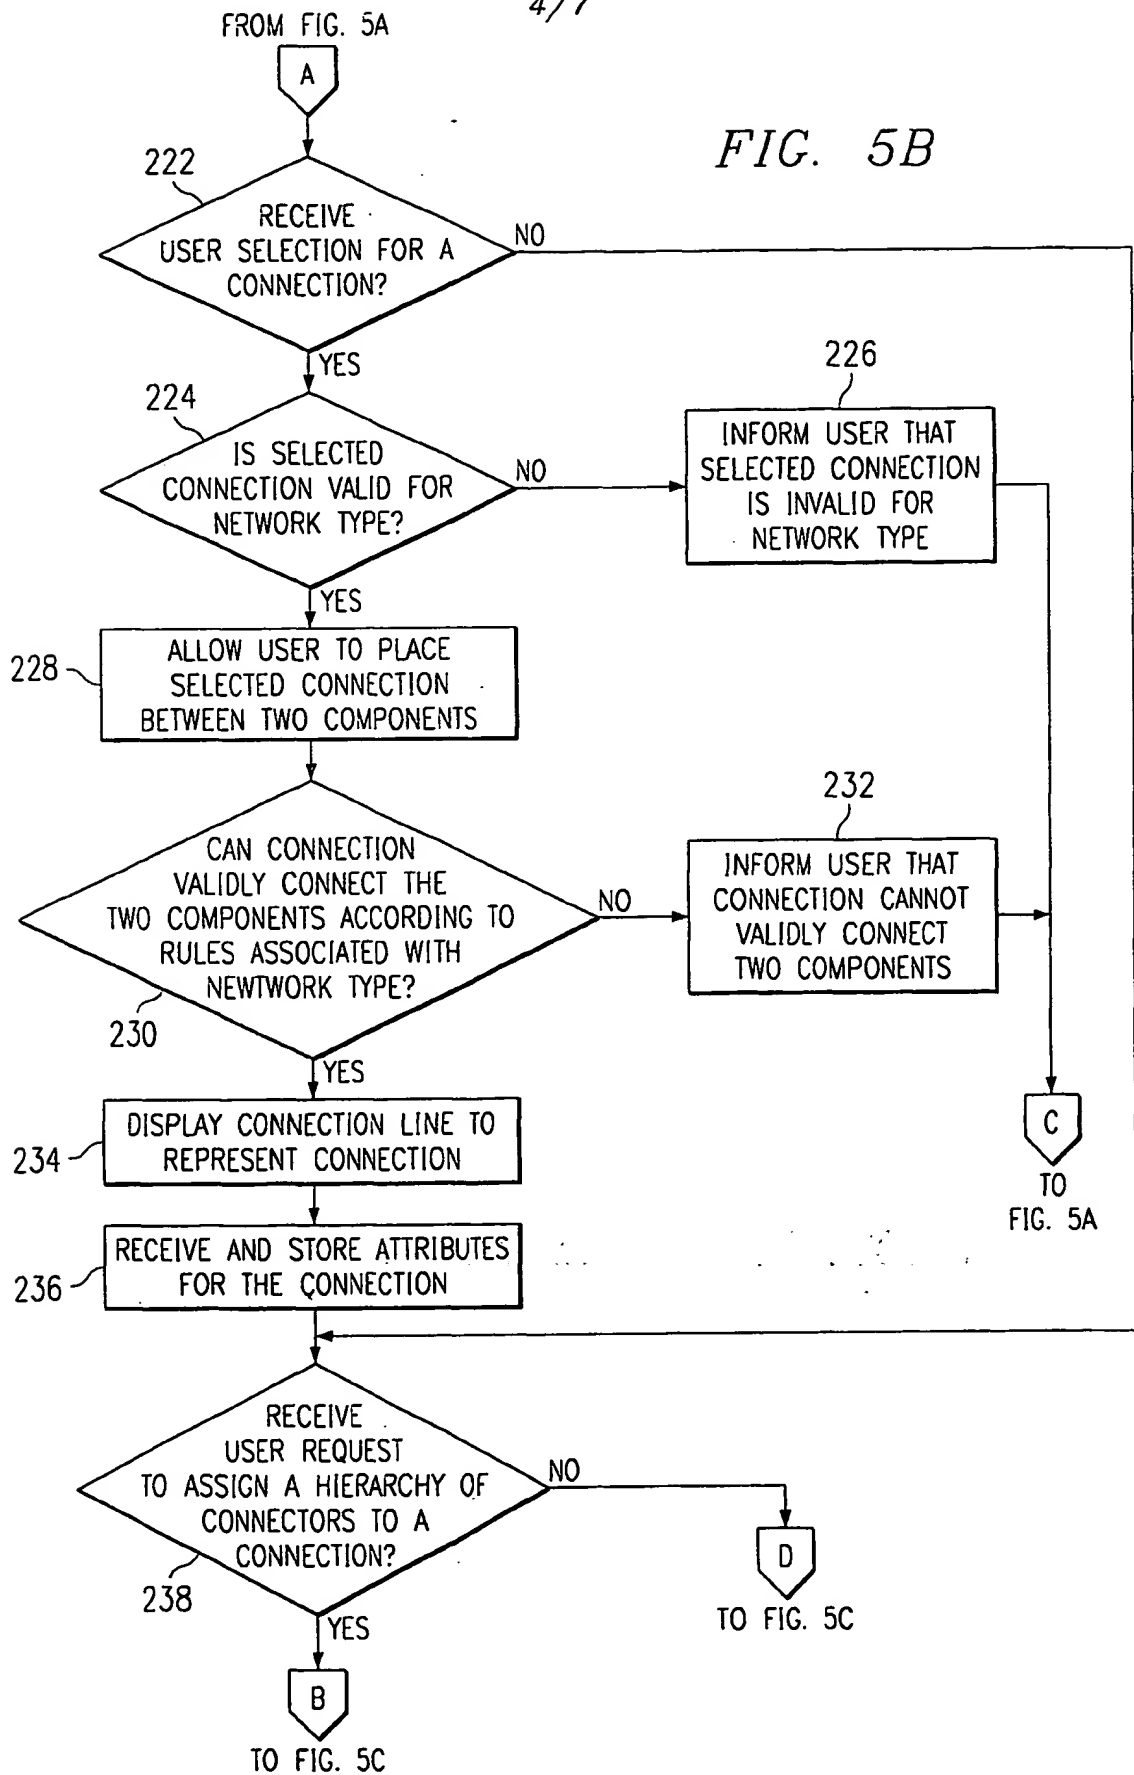 4/7
FROM FIG. 5A
A
FIG. 5B
222
RECEIVE
USER SELECTION FOR A
CONNECTION?
NO
YES
224
IS SELECTED
CONNECTION VALID FOR
NETWORK TYPE?
NO
226
INFORM USER THAT
SELECTED CONNECTION
IS INVALID FOR
NETWORK TYPE
YES
228
ALLOW USER TO PLACE
SELECTED CONNECTION
BETWEEN TWO COMPONENTS
CAN CONNECTION
VALIDLY CONNECT THE
TWO COMPONENTS ACCORDING TO
RULES ASSOCIATED WITH
NEWTWORK TYPE?
230
NO
232
INFORM USER THAT
CONNECTION CANNOT
VALIDLY CONNECT
TWO COMPONENTS
YES
234
DISPLAY CONNECTION LINE TO
REPRESENT CONNECTION
C
TO
FIG. 5A
236
RECEIVE AND STORE ATTRIBUTES
FOR THE CONNECTION
RECEIVE
USER REQUEST
TO ASSIGN A HIERARCHY OF
CONNECTORS TO A
CONNECTION?
238
NO
D
TO FIG. 5C
YES
B
TO FIG. 5C